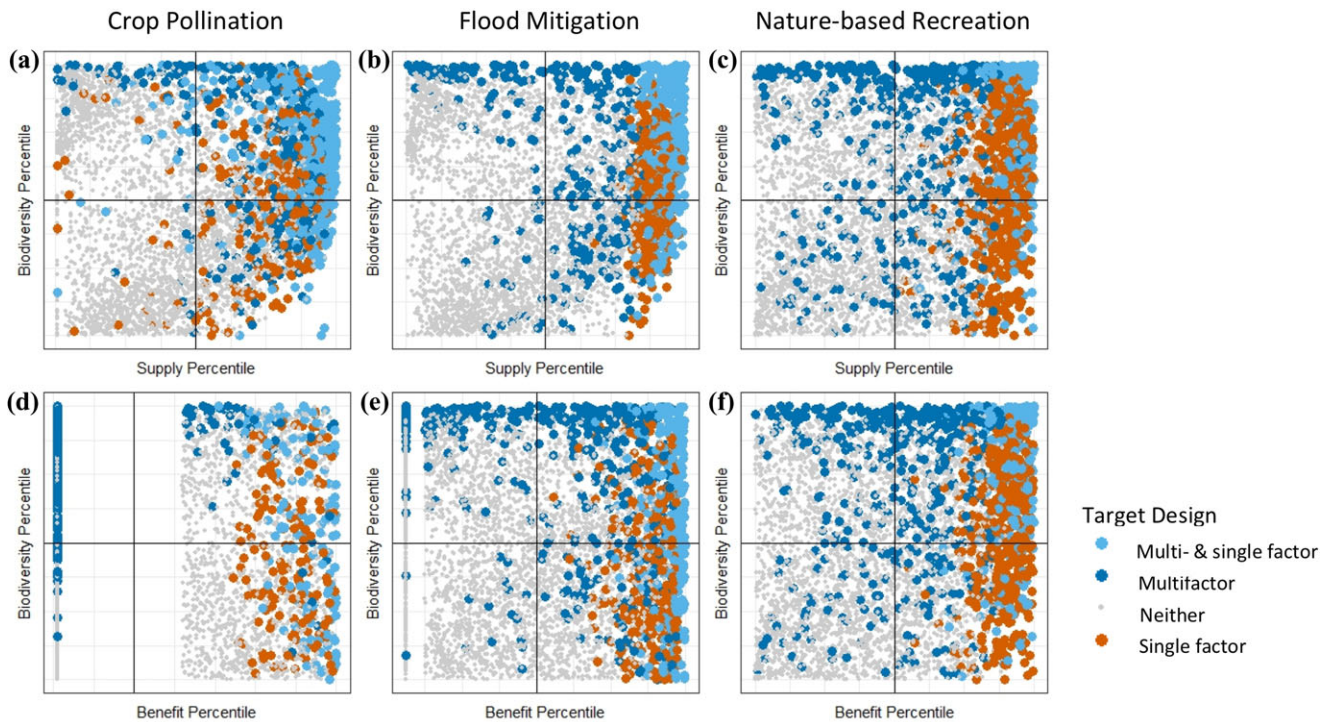 Crop Pollination
Flood Mitigation
Nature-based Recreation
(a)
Biodiversity Percentile
Supply Percentile
(b)
Biodiversity Percentile
Supply Percentile
(c)
Biodiversity Percentile
Supply Percentile
(d)
Biodiversity Percentile
Benefit Percentile
(e)
Biodiversity Percentile
Benefit Percentile
(f)
Biodiversity Percentile
Benefit Percentile
Target Design
Multi- & single factor
Multifactor
Neither
Single factor